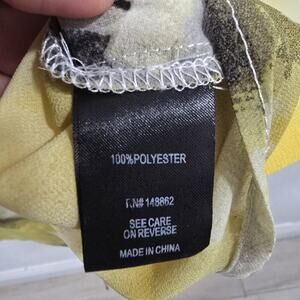 100%POLYESTER
RN# 148862
SEE CARE
ON REVERSE
MADE IN CHINA